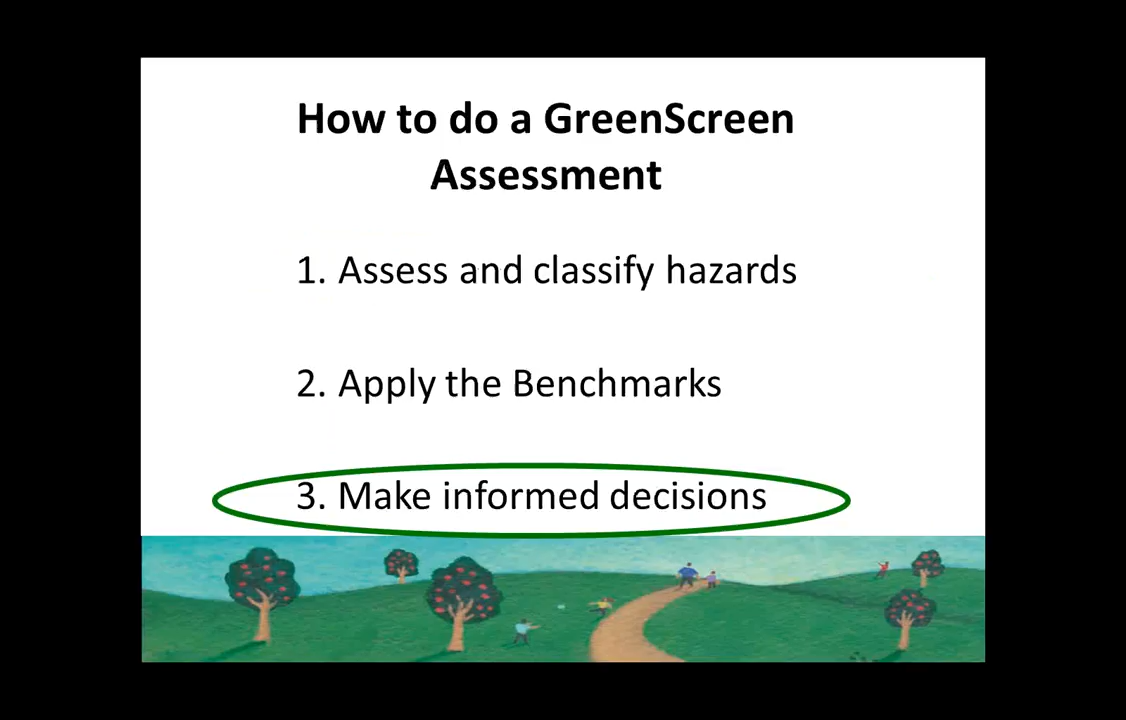 How to do a GreenScreen
Assessment
1. Assess and classify hazards
2. Apply the Benchmarks
3. Make informed decisions